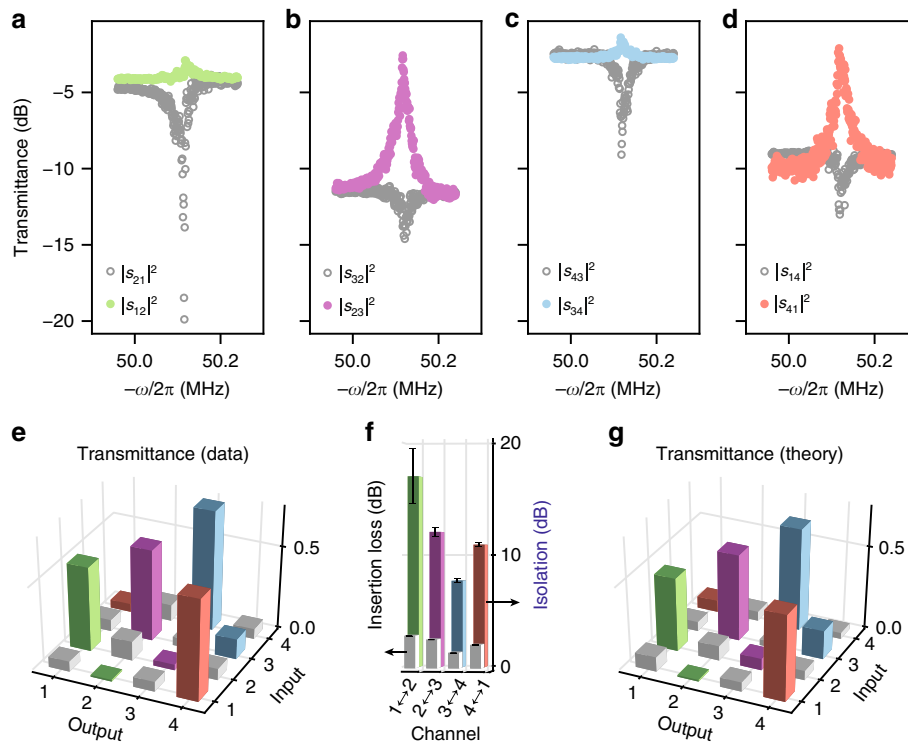 a
b
c
d
Transmittance (dB)
−5
−10
−15
−20
|s21|²
|s12|²
|s32|²
|s23|²
|s43|²
|s34|²
|s14|²
|s41|²
50.0 50.2
50.0 50.2
50.0 50.2
50.0 50.2
−ω/2π (MHz)
−ω/2π (MHz)
−ω/2π (MHz)
−ω/2π (MHz)
e
Transmittance (data)
0.5
0.0
1 2 3 4
Output
1 2 3 4
Input
f
Insertion loss (dB)
20
10
0
Isolation (dB)
1↔2
2↔3
3↔4
4↔1
Channel
g
Transmittance (theory)
0.5
0.0
1 2 3 4
Output
1 2 3 4
Input